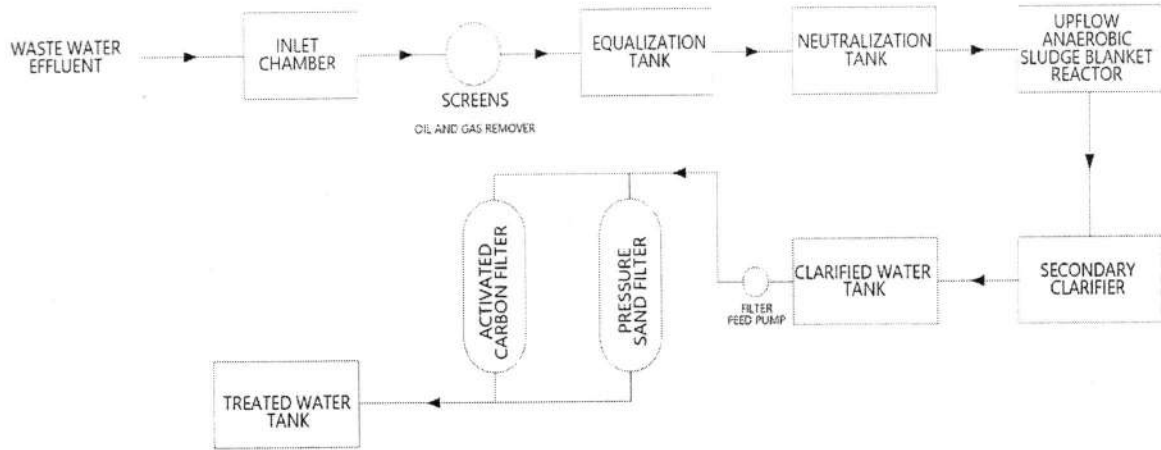 WASTE WATER
EFFLUENT
INLET
CHAMBER
SCREENS
OIL AND GAS REMOVER
EQUALIZATION
TANK
NEUTRALIZATION
TANK
UPFLOW
ANAEROBIC
SLUDGE BLANKET
REACTOR
ACTIVATED
CARBON FILTER
PRESSURE
SAND FILTER
FILTER
FEED PUMP
CLARIFIED WATER
TANK
SECONDARY
CLARIFIER
TREATED WATER
TANK